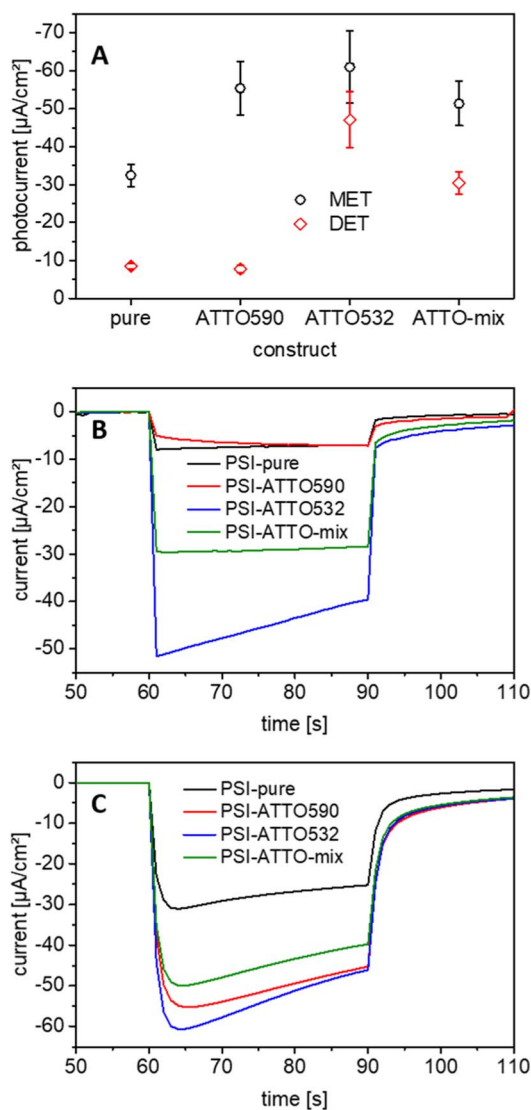 A
-70
-60
-50
-40
-30
-20
-10
0
photocurrent [µA/cm²]
MET
DET
pure ATTO590 ATTO532 ATTO-mix
construct
B
0
-10
-20
-30
-40
-50
current [µA/cm²]
PSI-pure
PSI-ATTO590
PSI-ATTO532
PSI-ATTO-mix
50 60 70 80 90 100 110
time [s]
C
0
-10
-20
-30
-40
-50
-60
current [µA/cm²]
PSI-pure
PSI-ATTO590
PSI-ATTO532
PSI-ATTO-mix
50 60 70 80 90 100 110
time [s]